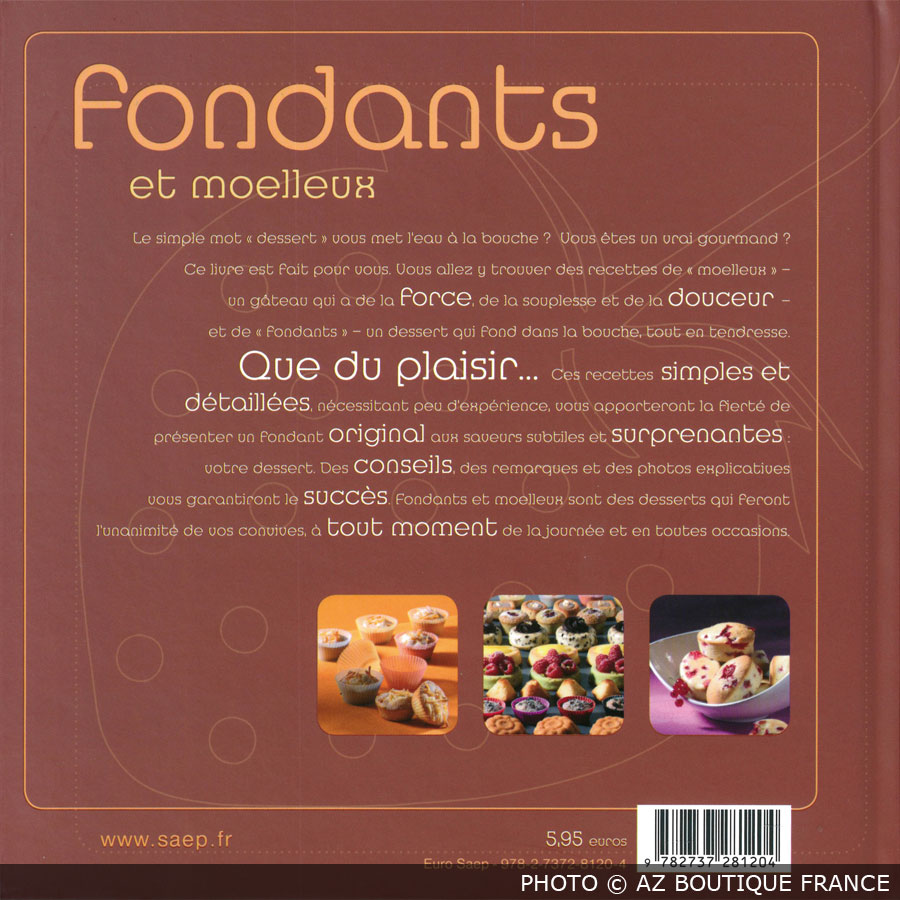 fondants
et moelleux
Le simple mot « dessert » vous met l'eau à la bouche ? Vous êtes un vrai gourmand ?
Ce livre est fait pour vous. Vous allez y trouver des recettes de « moelleux » –
un gâteau qui a de la force, de la souplesse et de la douceur –
et de « fondants » – un dessert qui fond dans la bouche, tout en tendresse.
Que du plaisir... Ces recettes simples et
détaillées, nécessitant peu d'expérience, vous apporteront la fierté de
présenter un fondant original aux saveurs subtiles et surprenantes :
votre dessert. Des conseils, des remarques et des photos explicatives
vous garantiront le succès. Fondants et moelleux sont des desserts qui feront
l'unanimité de vos convives, à tout moment de la journée et en toutes occasions.
www.saep.fr
5,95 euros
Euro Saep - 978-2-7372-8120-4
9 782737 281204
PHOTO © AZ BOUTIQUE FRANCE